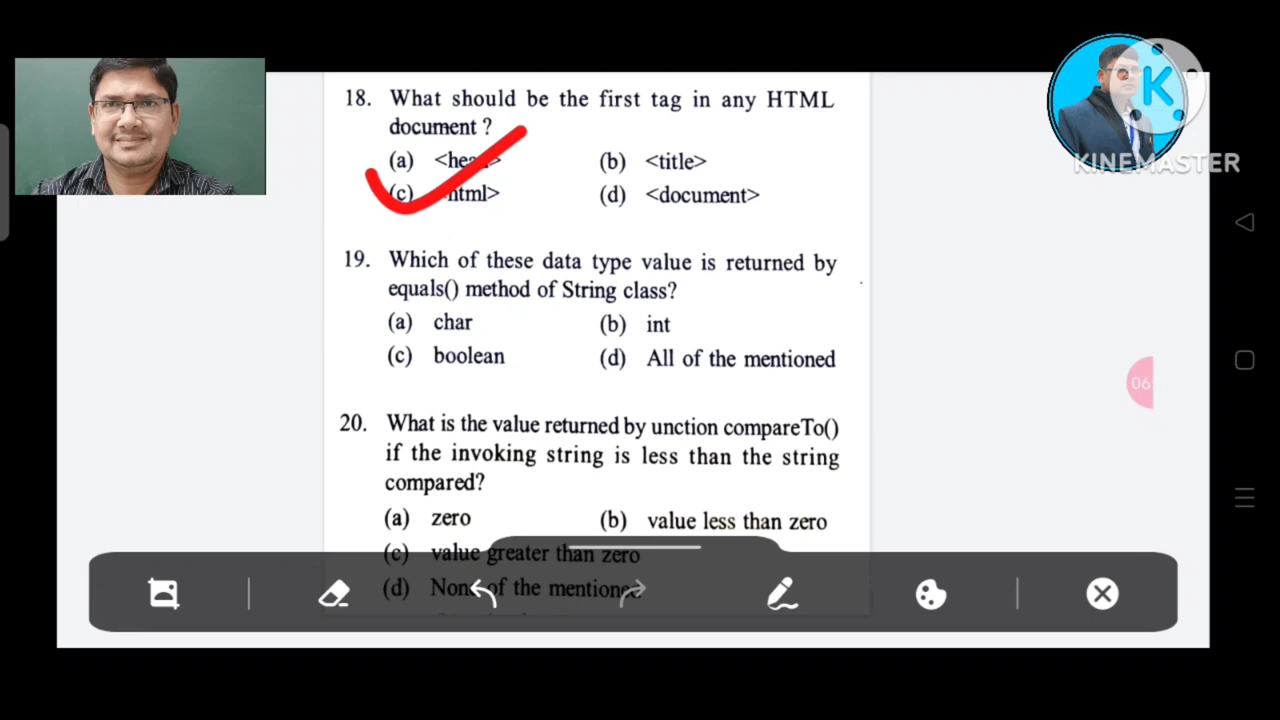 18. What should be the first tag in any HTML
document ?
(a) <head> (b) <title>
(c) <html> (d) <document>
19. Which of these data type value is returned by
equals() method of String class?
(a) char (b) int
(c) boolean (d) All of the mentioned
20. What is the value returned by unction compareTo()
if the invoking string is less than the string
compared?
(a) zero (b) value less than zero
(c) value greater than zero
(d) None of the mentioned
K
KINEMASTER
06